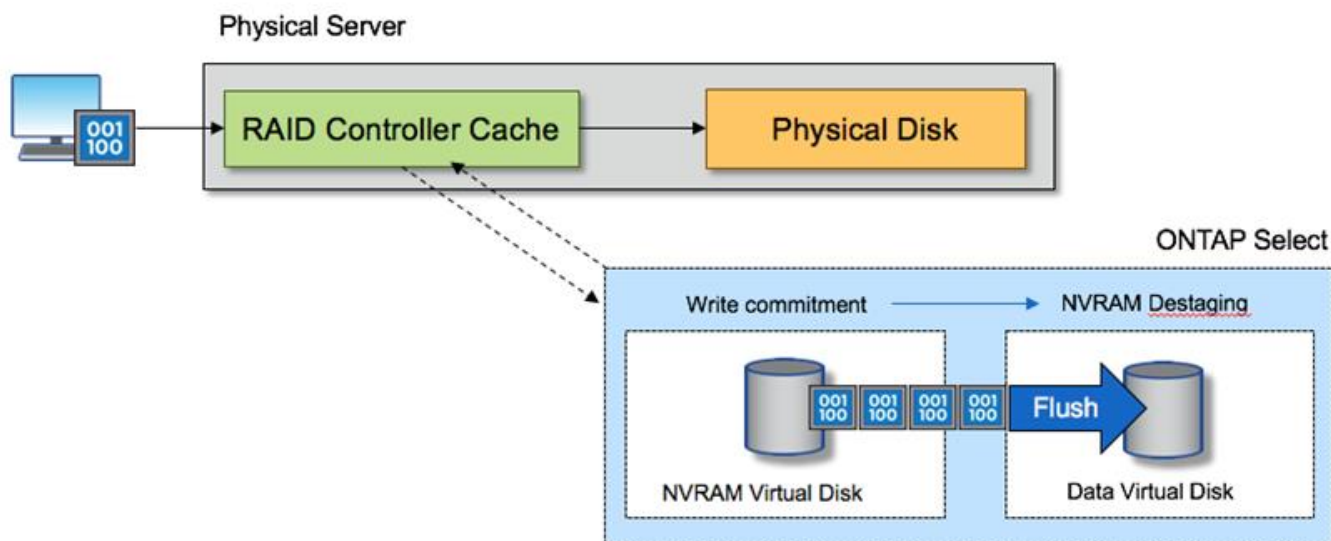 Physical Server
001
100
RAID Controller Cache
Physical Disk
ONTAP Select
Write commitment
NVRAM Destaging
001
100
001
100
001
100
001
100
Flush
NVRAM Virtual Disk
Data Virtual Disk